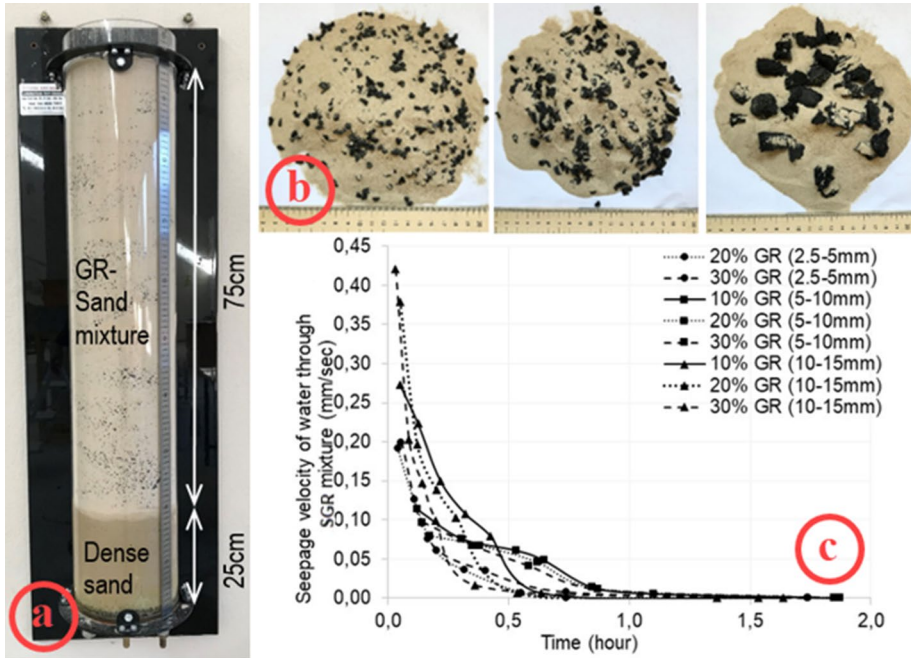 GR-
Sand
mixture
75cm
Dense
sand
25cm
a
b
Seepage velocity of water through
SGR mixture (mm/sec)
0,45
0,40
0,35
0,30
0,25
0,20
0,15
0,10
0,05
0,00
20% GR (2.5-5mm)
30% GR (2.5-5mm)
10% GR (5-10mm)
20% GR (5-10mm)
30% GR (5-10mm)
10% GR (10-15mm)
20% GR (10-15mm)
30% GR (10-15mm)
c
0,0
0,5
1,0
1,5
2,0
Time (hour)